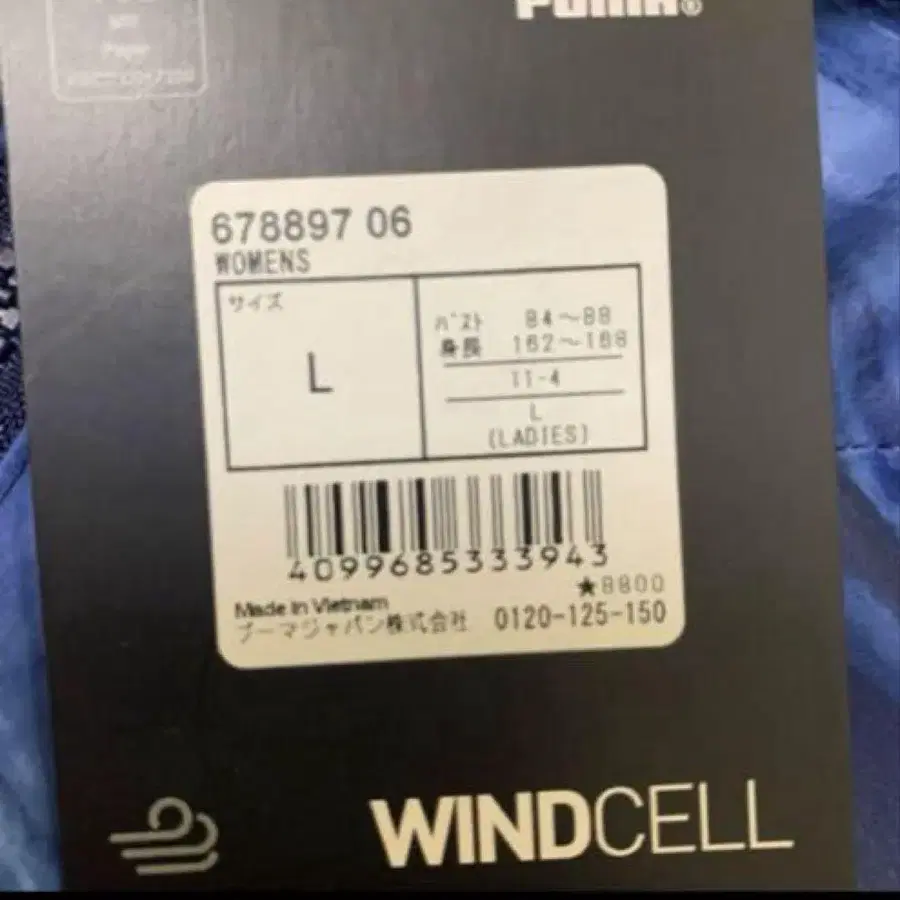 PUMA®
Paper
678897 06
WOMENS
サイズ
L
バスト 84~88
身長 162~168
11-4
L
(LADIES)
4099685333943
★8800
Made in Vietnam
プーマジャパン株式会社 0120-125-150
WINDCELL